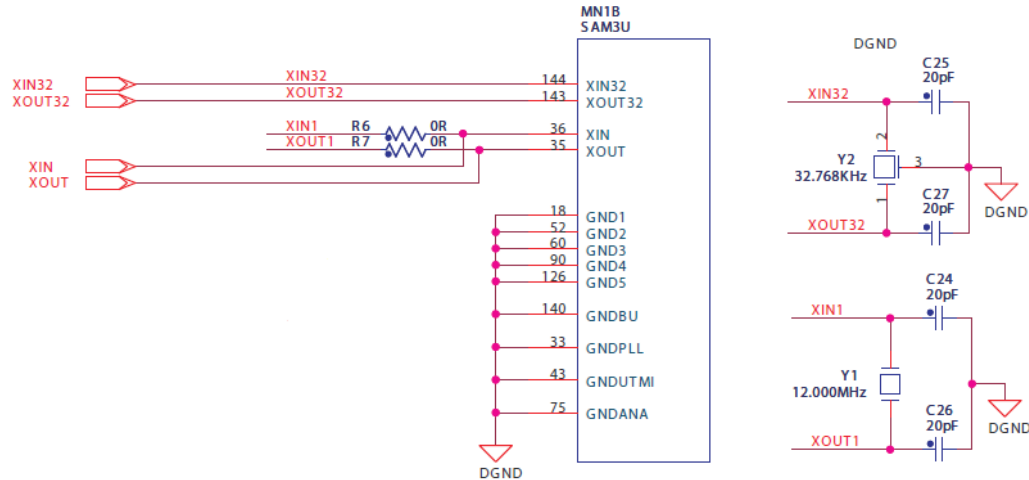 MN1B
SAM3U
XIN32
XOUT32
XIN32
XOUT32
144
143
XIN32
XOUT32
XIN1
XOUT1
R6
R7
0R
0R
36
35
XIN
XOUT
XIN
XOUT
18
GND1
52
GND2
60
GND3
90
GND4
126
GND5
140
GNDBU
33
GNDPLL
43
GNDUTMI
75
GNDANA
DGND
DGND
C25
20pF
XIN32
2
Y2
32.768KHz
3
1
DGND
C27
20pF
XOUT32
C24
20pF
XIN1
Y1
12.000MHz
DGND
C26
20pF
XOUT1